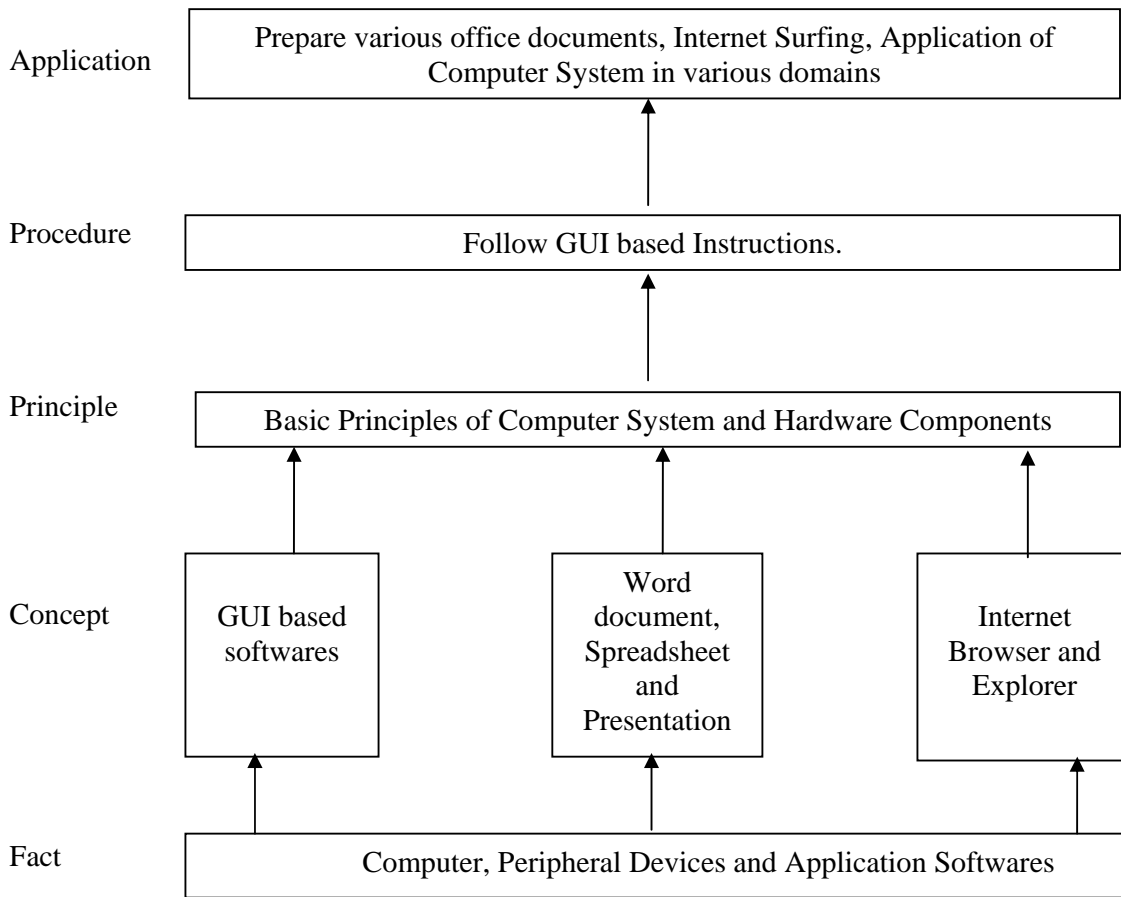 Application
Prepare various office documents, Internet Surfing, Application of
Computer System in various domains
Procedure
Follow GUI based Instructions.
Principle
Basic Principles of Computer System and Hardware Components
Concept
GUI based
softwares
Word
document,
Spreadsheet
and
Presentation
Internet
Browser and
Explorer
Fact
Computer, Peripheral Devices and Application Softwares